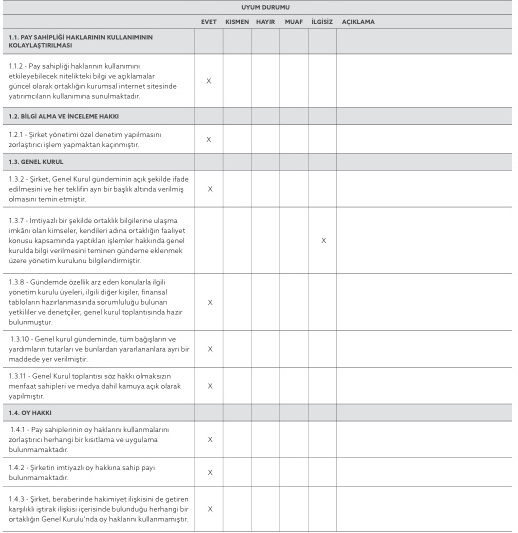 UYUM DURUMU
EVET KISMEN HAYIR MUAF İLGİSİZ AÇIKLAMA
1.1. PAY SAHİPLİĞİ HAKLARININ KULLANIMININ
KOLAYLAŞTIRILMASI
1.1.2 - Pay sahipliği haklarının kullanımını
etkileyebilecek nitelikteki bilgi ve açıklamalar
güncel olarak ortaklığın kurumsal internet sitesinde
yatırımcıların kullanımına sunulmaktadır.
X
1.2. BİLGİ ALMA VE İNCELEME HAKKI
1.2.1 - Şirket yönetimi özel denetim yapılmasını
zorlaştırıcı işlem yapmaktan kaçınmıştır.
X
1.3. GENEL KURUL
1.3.2 - Şirket, Genel Kurul gündeminin açık şekilde ifade
edilmesini ve her teklifin ayrı bir başlık altında verilmiş
olmasını temin etmiştir.
X
1.3.7 - İmtiyazlı bir şekilde ortaklık bilgilerine ulaşma
imkânı olan kimseler, kendileri adına ortaklığın faaliyet
konusu kapsamında yaptıkları işlemler hakkında genel
kurulda bilgi verilmesini teminen gündeme eklenmek
üzere yönetim kurulunu bilgilendirmiştir.
X
1.3.8 - Gündemde özellik arz eden konularla ilgili
yönetim kurulu üyeleri, ilgili diğer kişiler, finansal
tabloların hazırlanmasında sorumluluğu bulunan
yetkililer ve denetçiler, genel kurul toplantısında hazır
bulunmuştur.
X
1.3.10 - Genel kurul gündeminde, tüm bağışların ve
yardımların tutarları ve bunlardan yararlananlara ayrı bir
maddede yer verilmiştir.
X
1.3.11 - Genel Kurul toplantısı söz hakkı olmaksızın
menfaat sahipleri ve medya dahil kamuya açık olarak
yapılmıştır.
X
1.4. OY HAKKI
1.4.1 - Pay sahiplerinin oy haklarını kullanmalarını
zorlaştırıcı herhangi bir kısıtlama ve uygulama
bulunmamaktadır.
X
1.4.2 - Şirketin imtiyazlı oy hakkına sahip payı
bulunmamaktadır.
X
1.4.3 - Şirket, beraberinde hakimiyet ilişkisini de getiren
karşılıklı iştirak ilişkisi içerisinde bulunduğu herhangi bir
ortaklığın Genel Kurulu'nda oy haklarını kullanmamıştır.
X